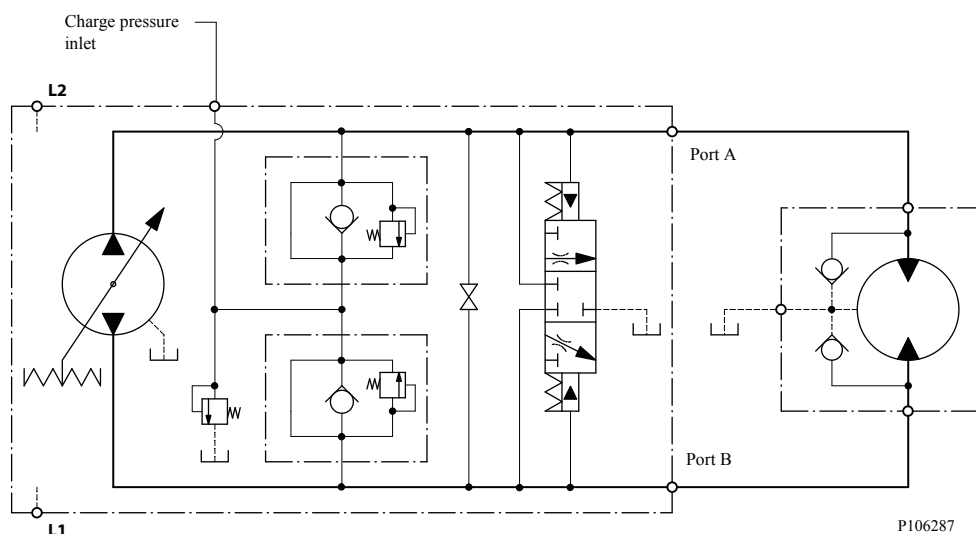 Charge pressure
inlet
L2
Port A
Port B
L1
P106287